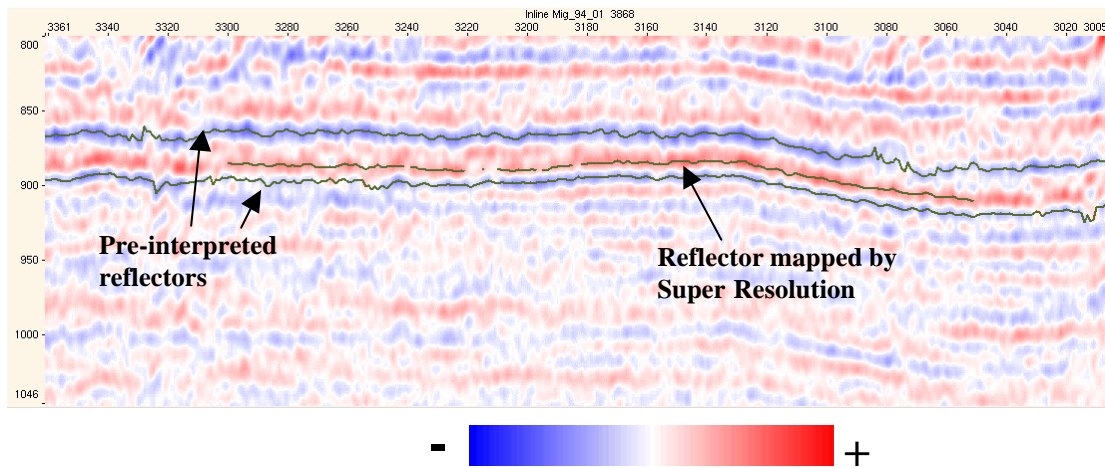 Inline Mig_94_01 3868
3361 3340 3320 3300 3280 3260 3240 3220 3200 3180 3160 3140 3120 3100 3080 3060 3040 3020 3005
800
850
900
950
1000
1046
Pre-interpreted
reflectors
Reflector mapped by
Super Resolution
- +